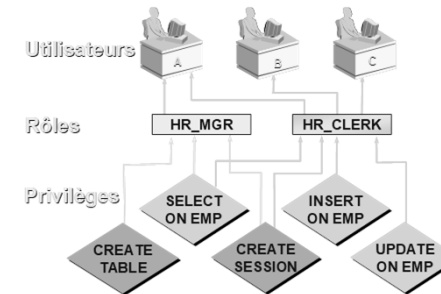 Utilisateurs
A
B
C
Rôles
HR_MGR
HR_CLERK
Privilèges
SELECT
ON EMP
INSERT
ON EMP
CREATE
TABLE
CREATE
SESSION
UPDATE
ON EMP